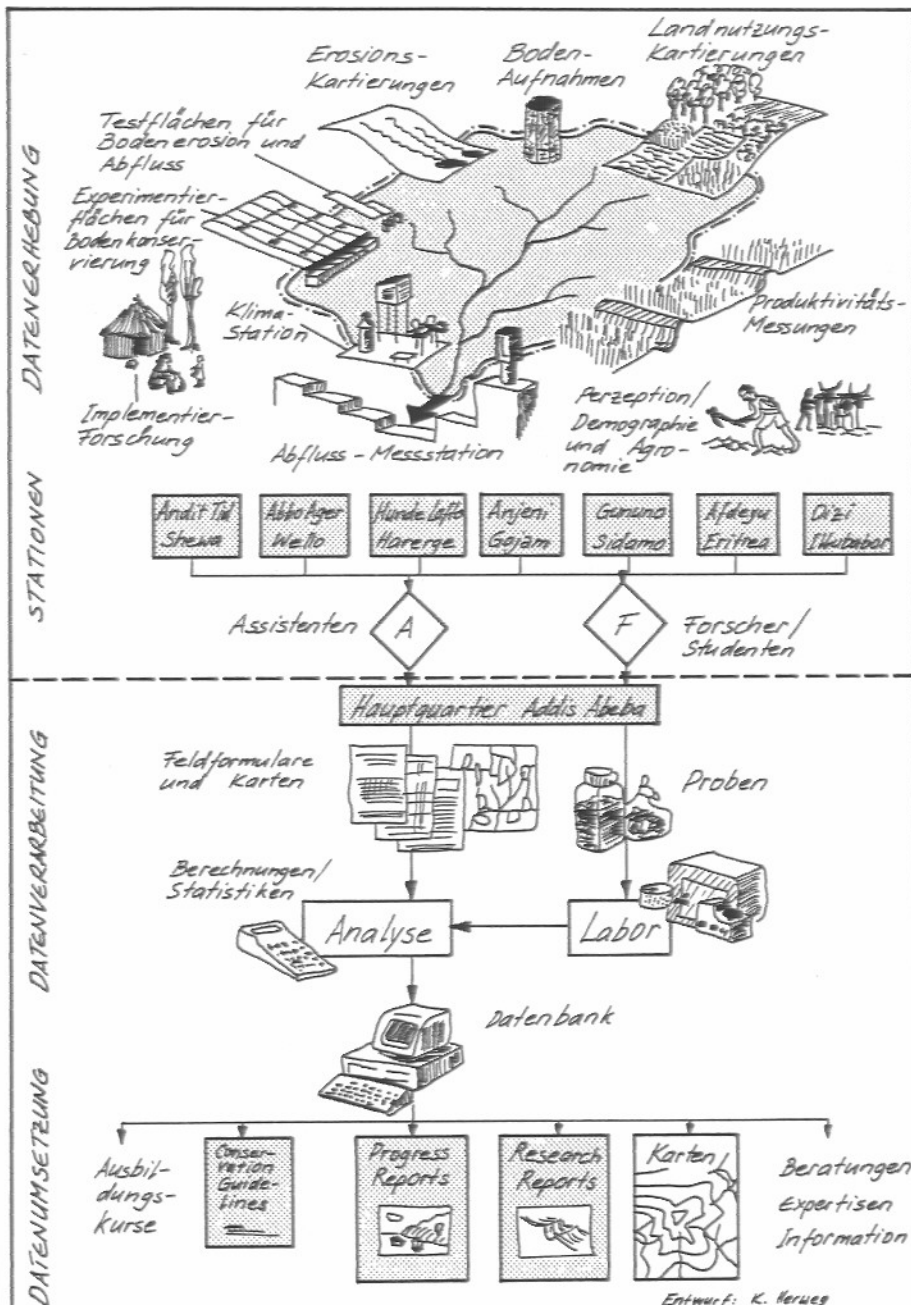 Erosions-
Kartierungen
Boden-
Aufnahmen
Landnutzungs-
Kartierungen
Testflächen für
Bodenerosion und
Abfluss
Experimentier-
flächen für
Bodenkonser-
vierung
Klima-
Station
Produktivitäts-
Messungen
Implementier-
Forschung
Abfluss-Messstation
Perzeption/
Demographie
und Agro-
nomie
DATENERHEBUNG
STATIONEN
Andit Tid
Shewa
Abbo Ager
Wello
Hunde Lafto
Harerge
Anjeni
Gojam
Gununo
Sidamo
Afdeyu
Eritrea
Dizi
Illubabor
Assistenten
A
F
Forscher/
Studenten
DATENVERARBEITUNG
Hauptquartier Addis Abeba
Feldformulare
und Karten
Proben
Berechnungen/
Statistiken
Analyse
Labor
Datenbank
DATENUMSETZUNG
Ausbil-
dungs-
kurse
Conser-
vation
Guide-
lines
Progress
Reports
Research
Reports
Karten
Beratungen
Expertisen
Information
Entwurf: K. Herweg